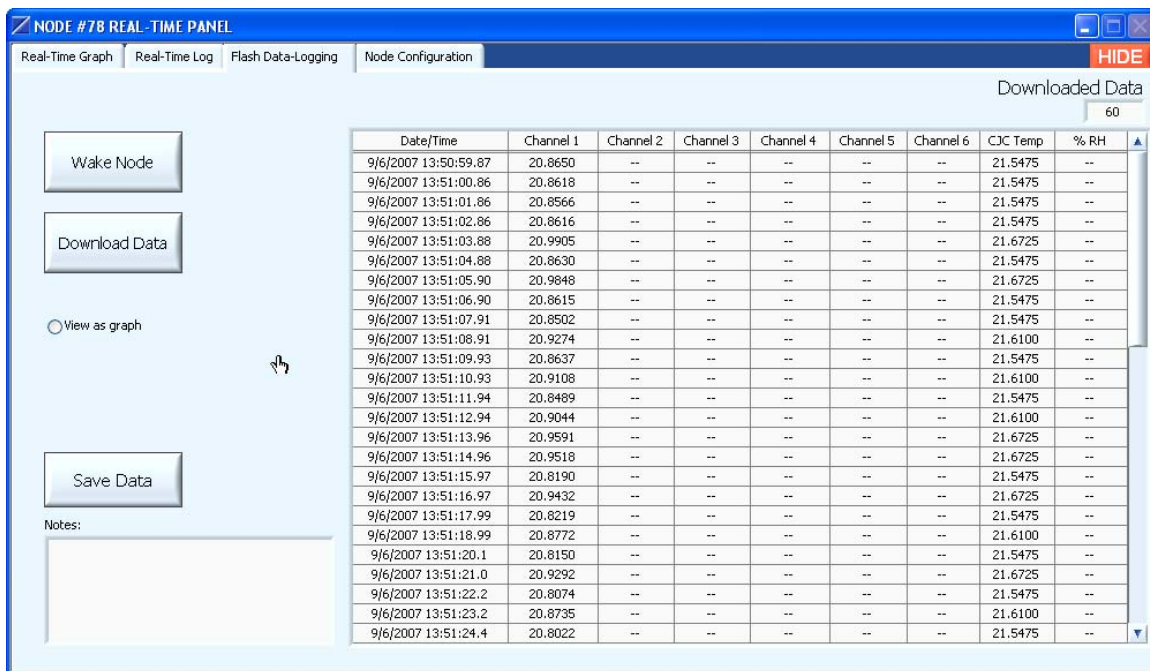 NODE #78 REAL-TIME PANEL
Real-Time Graph Real-Time Log Flash Data-Logging Node Configuration HIDE
Downloaded Data
60
Wake Node
Download Data
View as graph
Save Data
Notes:
Date/Time Channel 1 Channel 2 Channel 3 Channel 4 Channel 5 Channel 6 CJC Temp % RH
9/6/2007 13:50:59.87 20.8650 -- -- -- -- -- 21.5475 --
9/6/2007 13:51:00.86 20.8618 -- -- -- -- -- 21.5475 --
9/6/2007 13:51:01.86 20.8566 -- -- -- -- -- 21.5475 --
9/6/2007 13:51:02.86 20.8616 -- -- -- -- -- 21.5475 --
9/6/2007 13:51:03.88 20.9905 -- -- -- -- -- 21.6725 --
9/6/2007 13:51:04.88 20.8630 -- -- -- -- -- 21.5475 --
9/6/2007 13:51:05.90 20.9848 -- -- -- -- -- 21.6725 --
9/6/2007 13:51:06.90 20.8615 -- -- -- -- -- 21.5475 --
9/6/2007 13:51:07.91 20.8502 -- -- -- -- -- 21.5475 --
9/6/2007 13:51:08.91 20.9274 -- -- -- -- -- 21.6100 --
9/6/2007 13:51:09.93 20.8637 -- -- -- -- -- 21.5475 --
9/6/2007 13:51:10.93 20.9108 -- -- -- -- -- 21.6100 --
9/6/2007 13:51:11.94 20.8489 -- -- -- -- -- 21.5475 --
9/6/2007 13:51:12.94 20.9044 -- -- -- -- -- 21.6100 --
9/6/2007 13:51:13.96 20.9591 -- -- -- -- -- 21.6725 --
9/6/2007 13:51:14.96 20.9518 -- -- -- -- -- 21.6725 --
9/6/2007 13:51:15.97 20.8190 -- -- -- -- -- 21.5475 --
9/6/2007 13:51:16.97 20.9432 -- -- -- -- -- 21.6725 --
9/6/2007 13:51:17.99 20.8219 -- -- -- -- -- 21.5475 --
9/6/2007 13:51:18.99 20.8772 -- -- -- -- -- 21.6100 --
9/6/2007 13:51:20.1 20.8150 -- -- -- -- -- 21.5475 --
9/6/2007 13:51:21.0 20.9292 -- -- -- -- -- 21.6725 --
9/6/2007 13:51:22.2 20.8074 -- -- -- -- -- 21.5475 --
9/6/2007 13:51:23.2 20.8735 -- -- -- -- -- 21.6100 --
9/6/2007 13:51:24.4 20.8022 -- -- -- -- -- 21.5475 --